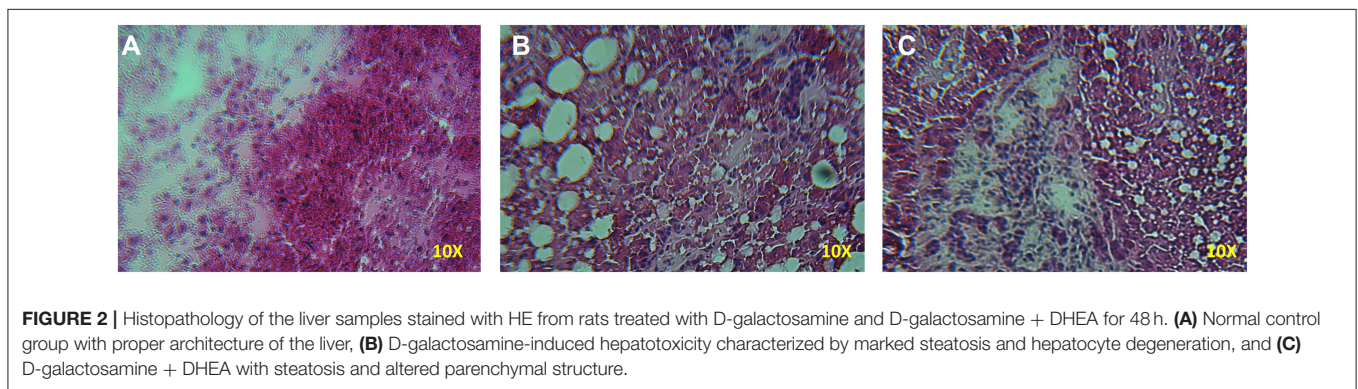 A
B
C
10X
10X
10X
FIGURE 2 | Histopathology of the liver samples stained with HE from rats treated with D-galactosamine and D-galactosamine + DHEA for 48 h. (A) Normal control
group with proper architecture of the liver, (B) D-galactosamine-induced hepatotoxicity characterized by marked steatosis and hepatocyte degeneration, and (C)
D-galactosamine + DHEA with steatosis and altered parenchymal structure.